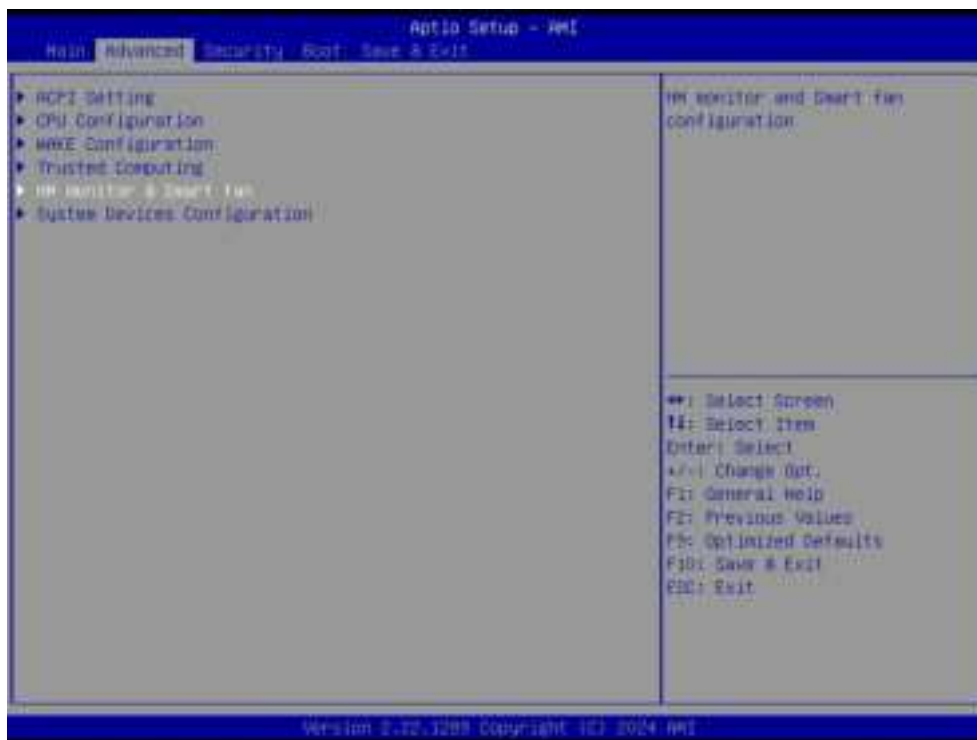 Aptio Setup - AMI
Main Advanced Security Boot Save & Exit
ACPI Setting
CPU Configuration
WAKE Configuration
Trusted Computing
HM monitor & Smart fan
System Devices Configuration
HM monitor and Smart fan
configuration
↔: Select Screen
↑↓: Select Item
Enter: Select
+/-: Change Opt.
F1: General Help
F2: Previous Values
F9: Optimized Defaults
F10: Save & Exit
ESC: Exit
Version 2.22.1289 Copyright (C) 2024 AMI